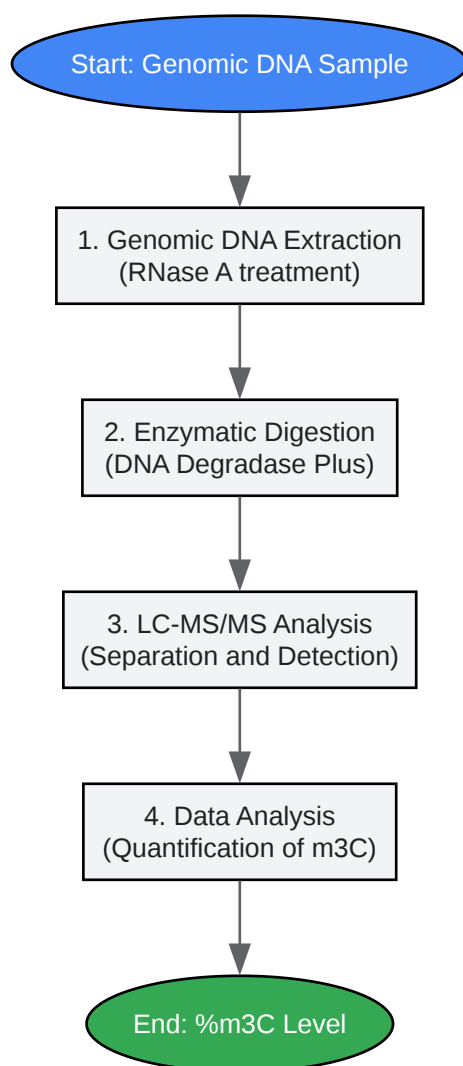 Start: Genomic DNA Sample
1. Genomic DNA Extraction
(RNase A treatment)
2. Enzymatic Digestion
(DNA Degradase Plus)
3. LC-MS/MS Analysis
(Separation and Detection)
4. Data Analysis
(Quantification of m3C)
End: %m3C Level